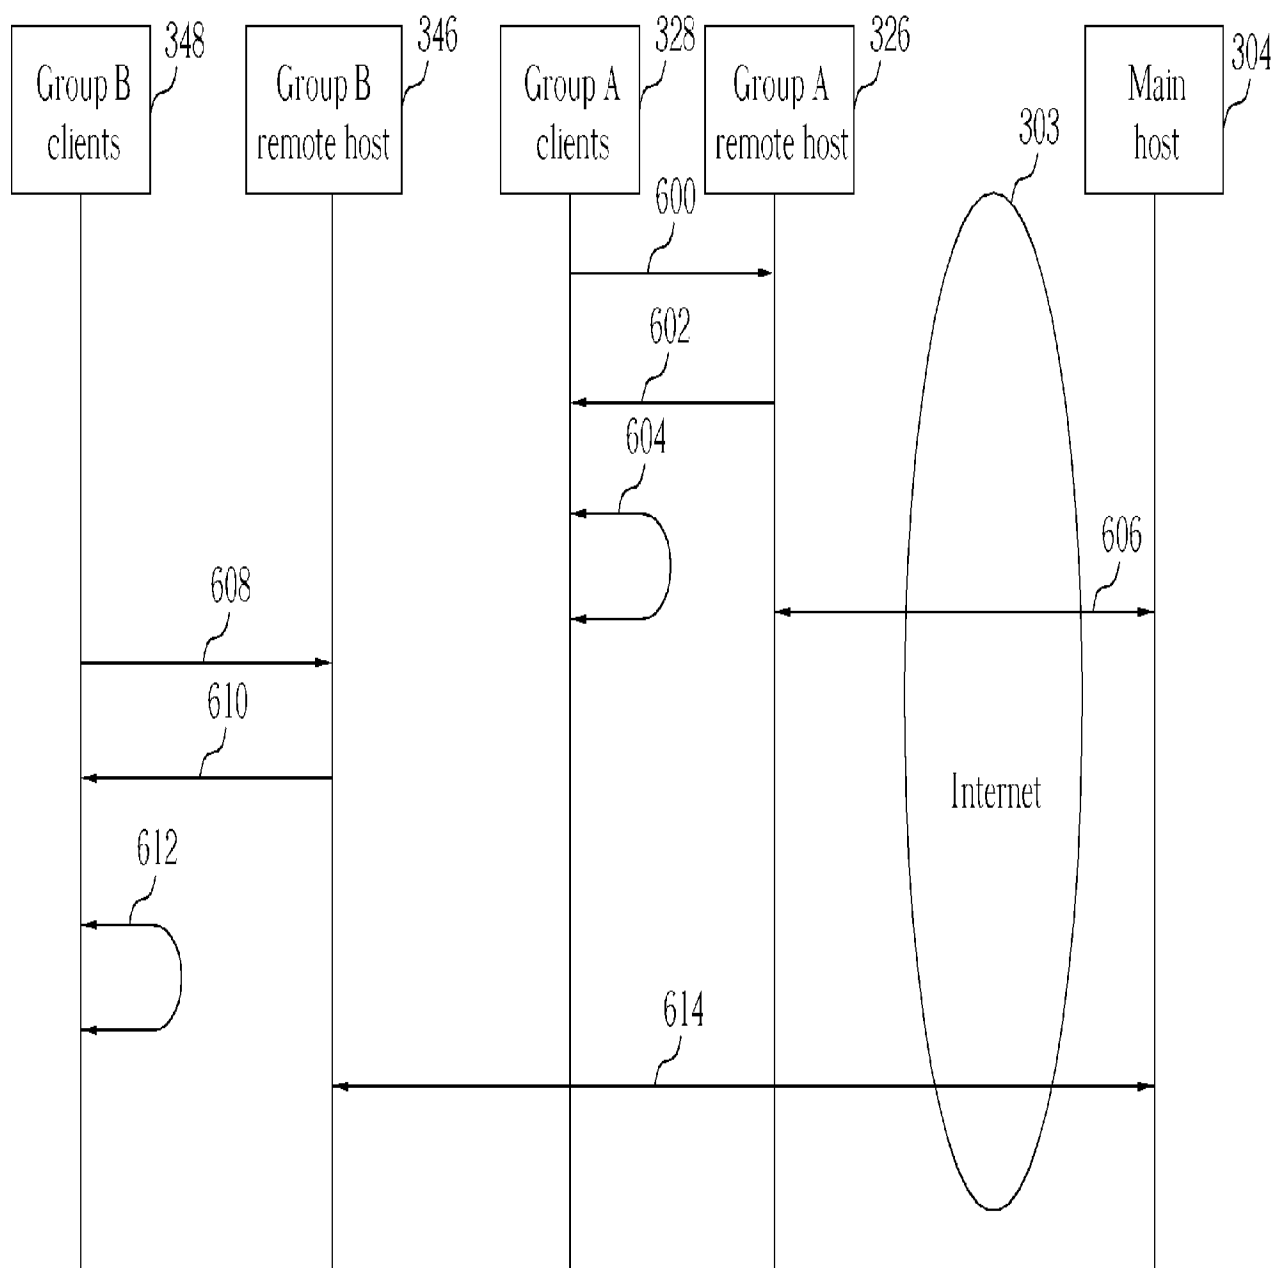 348
346
328
326
304
Group B
clients
Group B
remote host
Group A
clients
Group A
remote host
Main
host
303
600
602
604
606
608
610
Internet
612
614